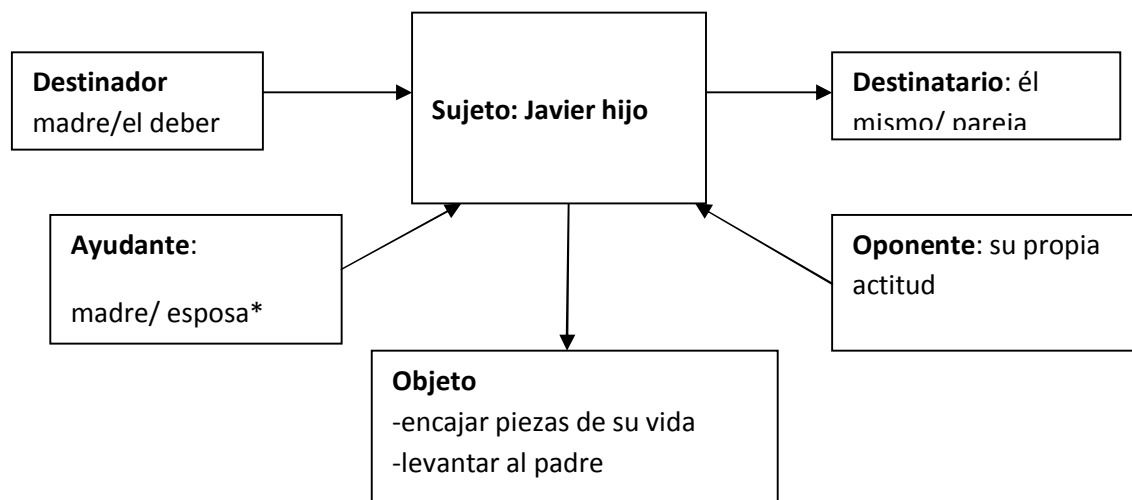 Destinador
madre/el deber
Sujeto: Javier hijo
Destinatario: él
mismo/ pareja
Ayudante:
madre/ esposa*
Oponente: su propia
actitud
Objeto
-encajar piezas de su vida
-levantar al padre